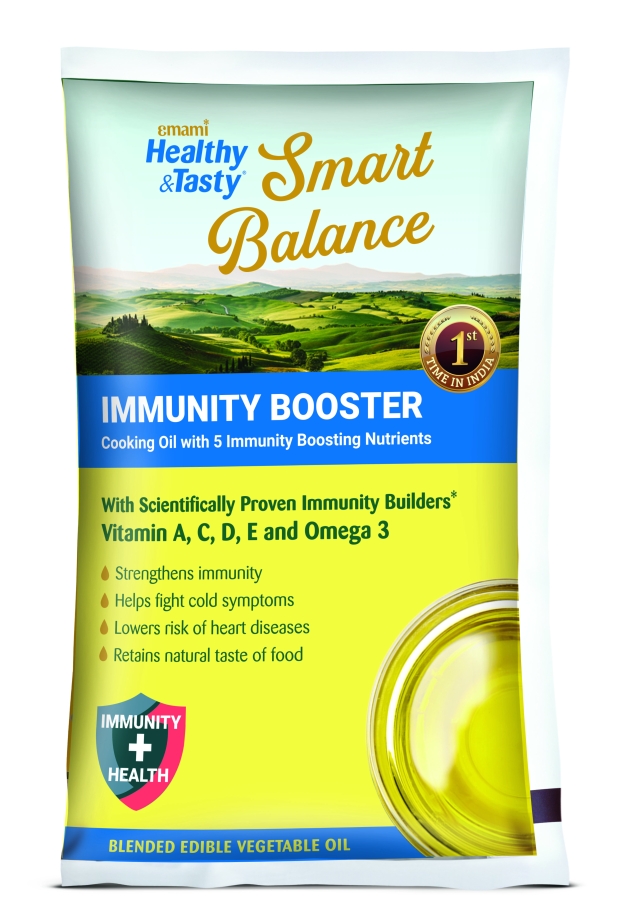 emami*
Healthy
&Tasty®
Smart
Balance
1st
TIME IN INDIA
IMMUNITY BOOSTER
Cooking Oil with 5 Immunity Boosting Nutrients
With Scientifically Proven Immunity Builders*
Vitamin A, C, D, E and Omega 3
Strengthens immunity
Helps fight cold symptoms
Lowers risk of heart diseases
Retains natural taste of food
IMMUNITY
+
HEALTH
BLENDED EDIBLE VEGETABLE OIL